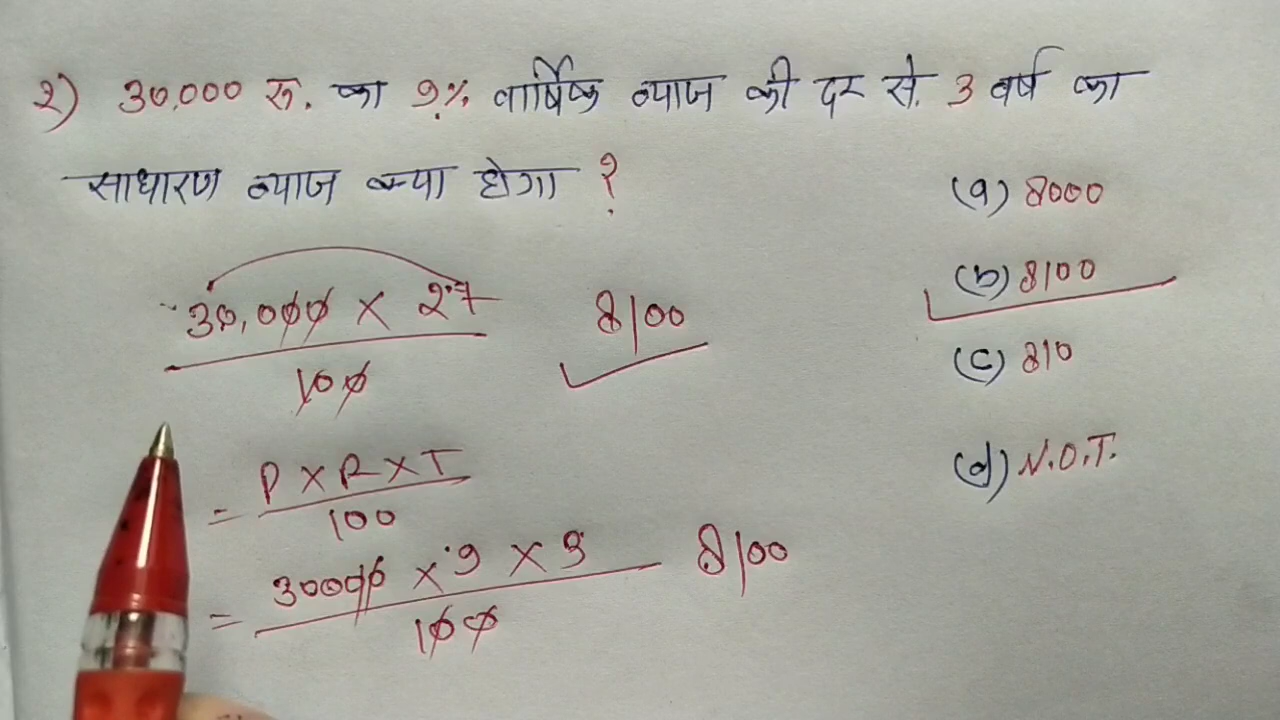 २) 30,000 रु. का 9% वार्षिक ब्याज की दर से 3 वर्ष का
साधारण ब्याज क्या होगा ?
(a) 8000
(b) 8100
(c) 810
(d) N.O.T.
30,000 × 27
100
8100
= P × R × T
100
= 30000 × 9 × 3
100
8100